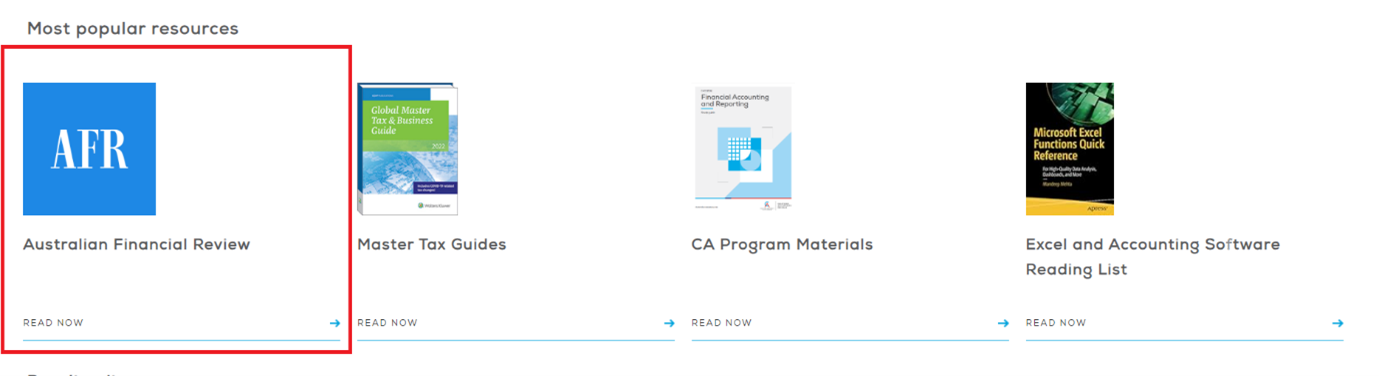 Most popular resources
AFR
Australian Financial Review
READ NOW
Global Master
Tax & Business
Guide
2022
Wolters Kluwer
Master Tax Guides
READ NOW
Financial Accounting
and Reporting
CA Program Materials
READ NOW
Microsoft Excel
Functions Quick
Reference
For High-Quality Data Analysis,
Dashboards, and More
Mandeep Mehta
Apress
Excel and Accounting Software
Reading List
READ NOW